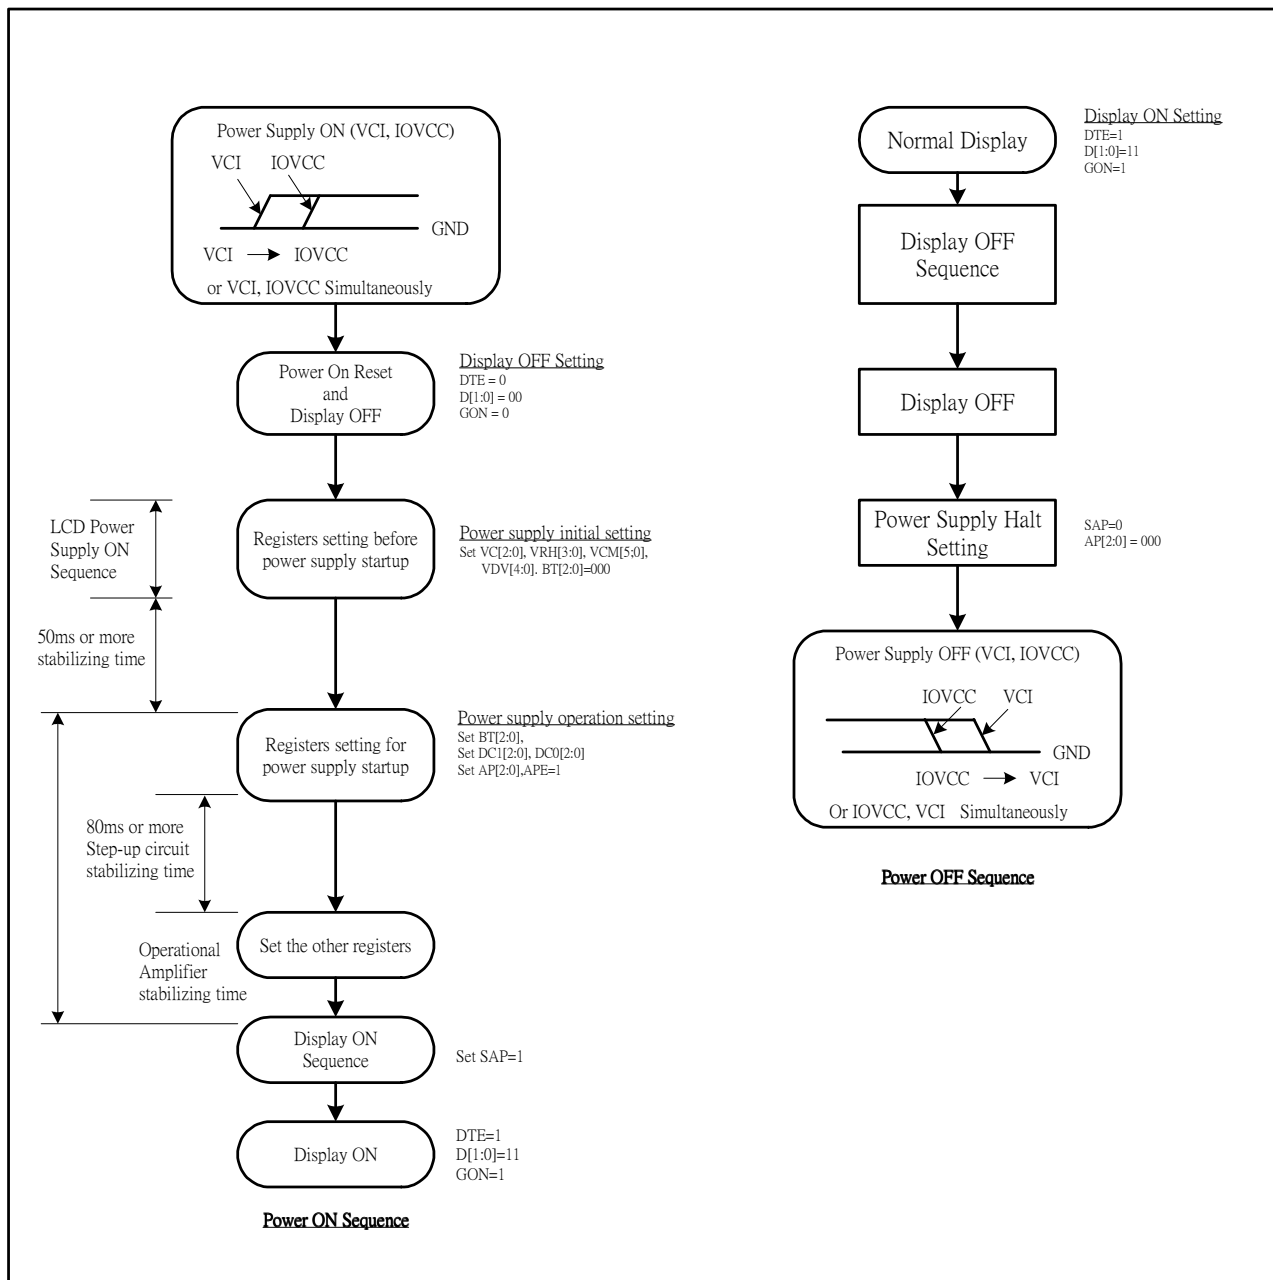 Power Supply ON (VCI, IOVCC)
VCI IOVCC
GND
VCI IOVCC
or VCI, IOVCC Simultaneously
Power On Reset
and
Display OFF
Display OFF Setting
DTE = 0
D[1:0] = 00
GON = 0
LCD Power
Supply ON
Sequence
Registers setting before
power supply startup
Power supply initial setting
Set VC[2:0], VRH[3:0], VCM[5;0],
VDV[4:0]. BT[2:0]=000
50ms or more
stabilizing time
Registers setting for
power supply startup
Power supply operation setting
Set BT[2:0],
Set DC1[2:0], DC0[2:0]
Set AP[2:0],APE=1
80ms or more
Step-up circuit
stabilizing time
Set the other registers
Operational
Amplifier
stabilizing time
Display ON
Sequence
Set SAP=1
Display ON
DTE=1
D[1:0]=11
GON=1
Power ON Sequence
Normal Display
Display ON Setting
DTE=1
D[1:0]=11
GON=1
Display OFF
Sequence
Display OFF
Power Supply Halt
Setting
SAP=0
AP[2:0] = 000
Power Supply OFF (VCI, IOVCC)
IOVCC VCI
GND
IOVCC VCI
Or IOVCC, VCI Simultaneously
Power OFF Sequence